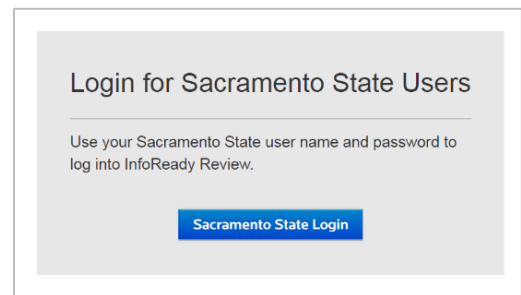 Login for Sacramento State Users
Use your Sacramento State user name and password to
log into InfoReady Review.
Sacramento State Login